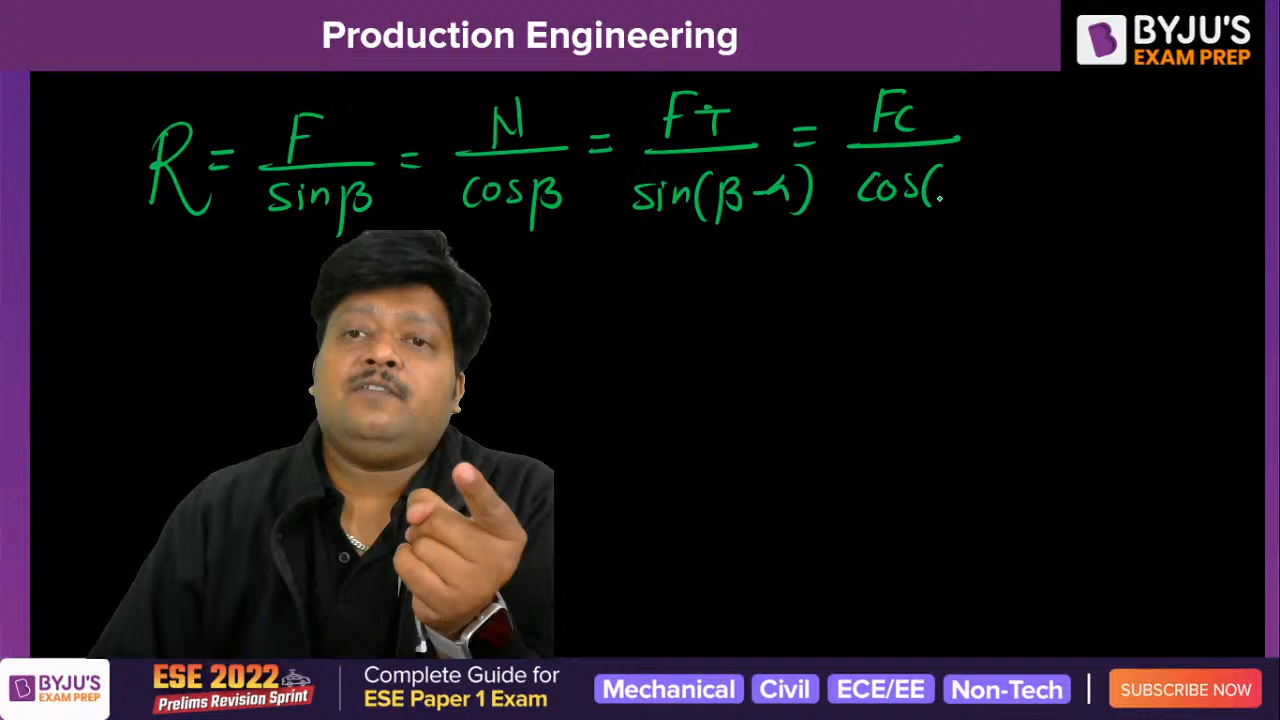 Production Engineering
BYJU'S
EXAM PREP
R = F / sinβ = N / cosβ = FT / sin(β-α) = FC / cos(
BYJU'S
EXAM PREP
ESE 2022
Prelims Revision Sprint
Complete Guide for
ESE Paper 1 Exam
Mechanical Civil ECE/EE Non-Tech
SUBSCRIBE NOW